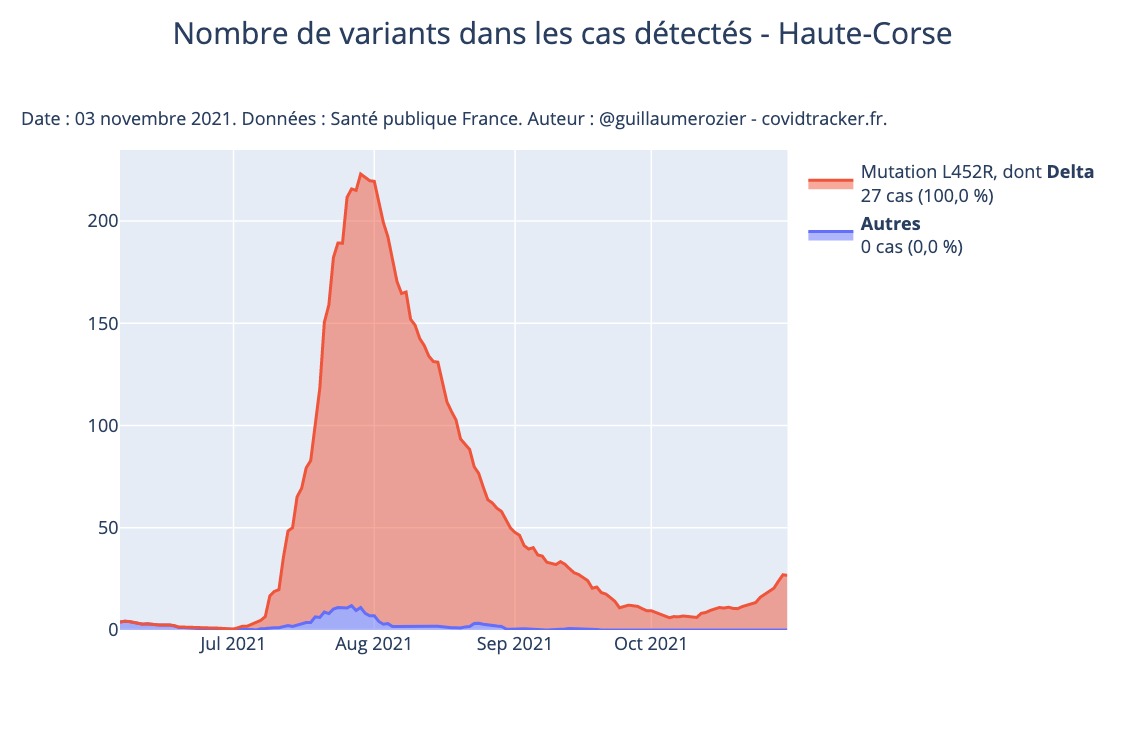 Nombre de variants dans les cas détectés - Haute-Corse
Date : 03 novembre 2021. Données : Santé publique France. Auteur : @guillaumerozier - covidtracker.fr.
Mutation L452R, dont Delta
27 cas (100,0 %)
Autres
0 cas (0,0 %)
200
150
100
50
0
Jul 2021
Aug 2021
Sep 2021
Oct 2021